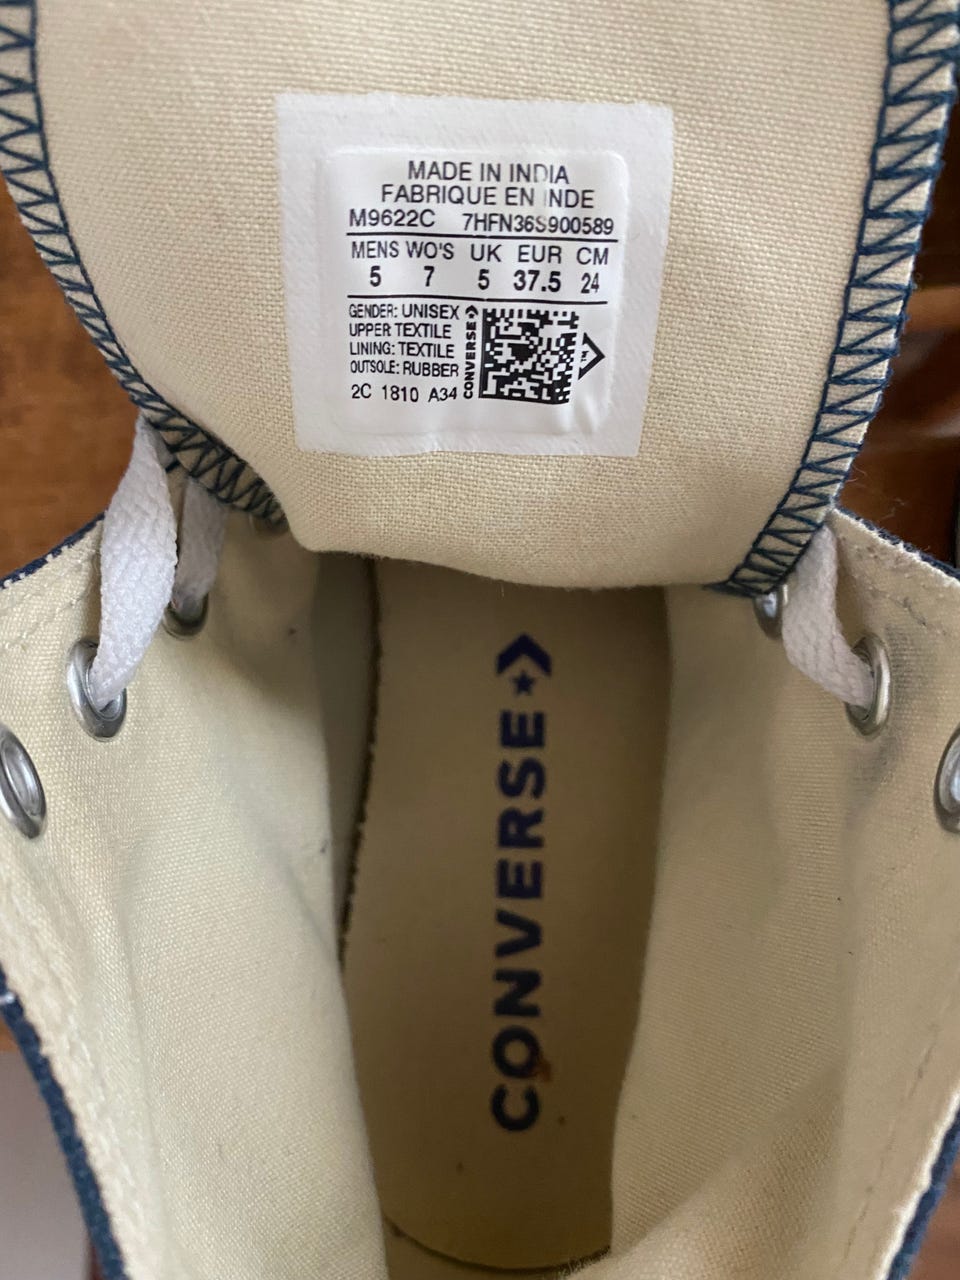 MADE IN INDIA
FABRIQUE EN INDE
M9622C 7HFN36S900589
MENS WO'S UK EUR CM
5 7 5 37.5 24
GENDER: UNISEX
UPPER TEXTILE
LINING: TEXTILE
OUTSOLE: RUBBER
2C 1810 A34
CONVERSE
TM
CONVERSE